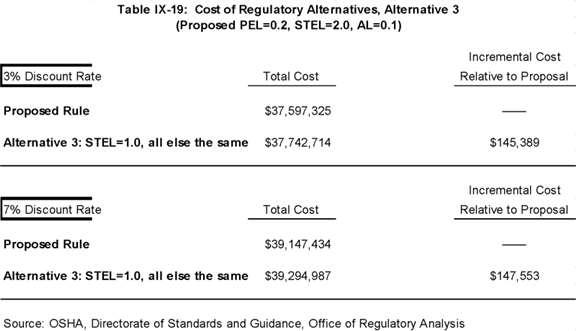 Table IX-19: Cost of Regulatory Alternatives, Alternative 3
(Proposed PEL=0.2, STEL=2.0, AL=0.1)
Incremental Cost
3% Discount Rate Total Cost Relative to Proposal
Proposed Rule $37,597,325 ——
Alternative 3: STEL=1.0, all else the same $37,742,714 $145,389
Incremental Cost
7% Discount Rate Total Cost Relative to Proposal
Proposed Rule $39,147,434 ——
Alternative 3: STEL=1.0, all else the same $39,294,987 $147,553
Source: OSHA, Directorate of Standards and Guidance, Office of Regulatory Analysis